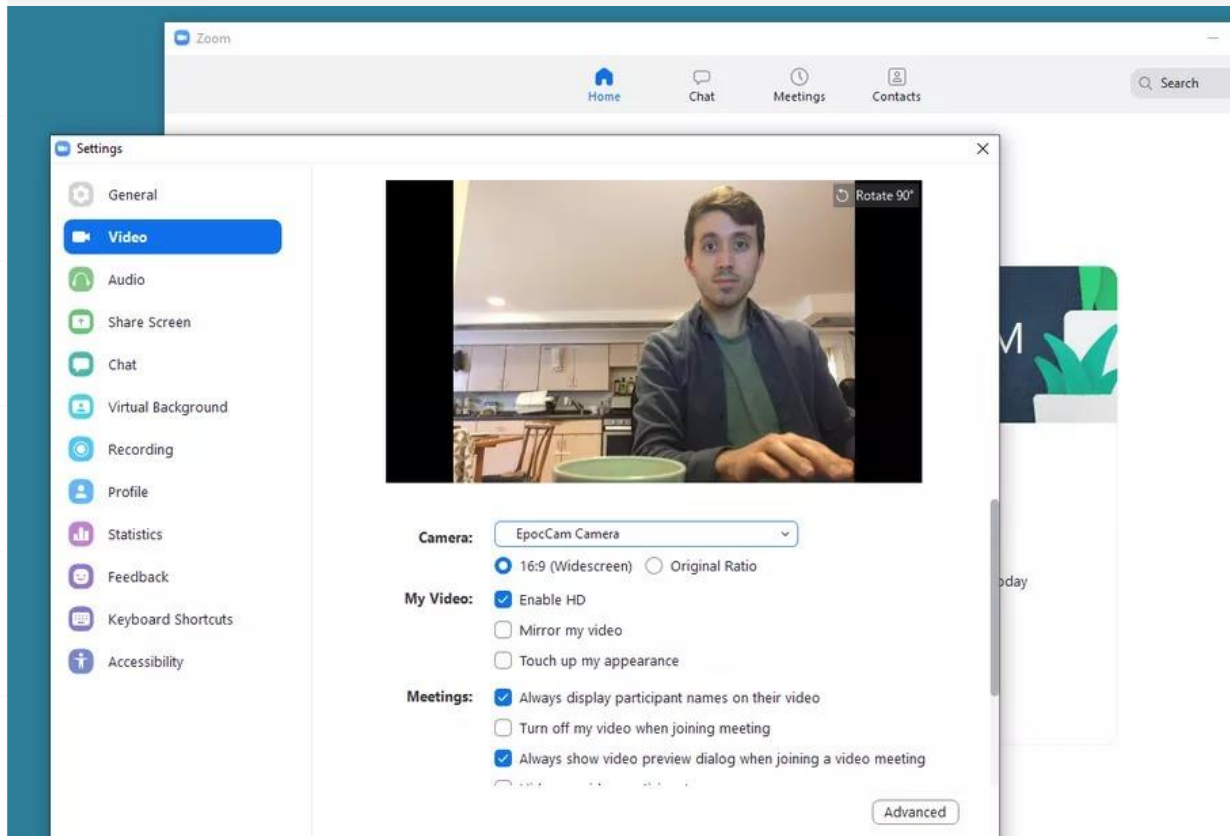 Zoom
Home
Chat
Meetings
Contacts
Search
Settings
General
Video
Audio
Share Screen
Chat
Virtual Background
Recording
Profile
Statistics
Feedback
Keyboard Shortcuts
Accessibility
Rotate 90°
Camera: EpocCam Camera
16:9 (Widescreen) Original Ratio
My Video: Enable HD
Mirror my video
Touch up my appearance
Meetings: Always display participant names on their video
Turn off my video when joining meeting
Always show video preview dialog when joining a video meeting
Advanced
M